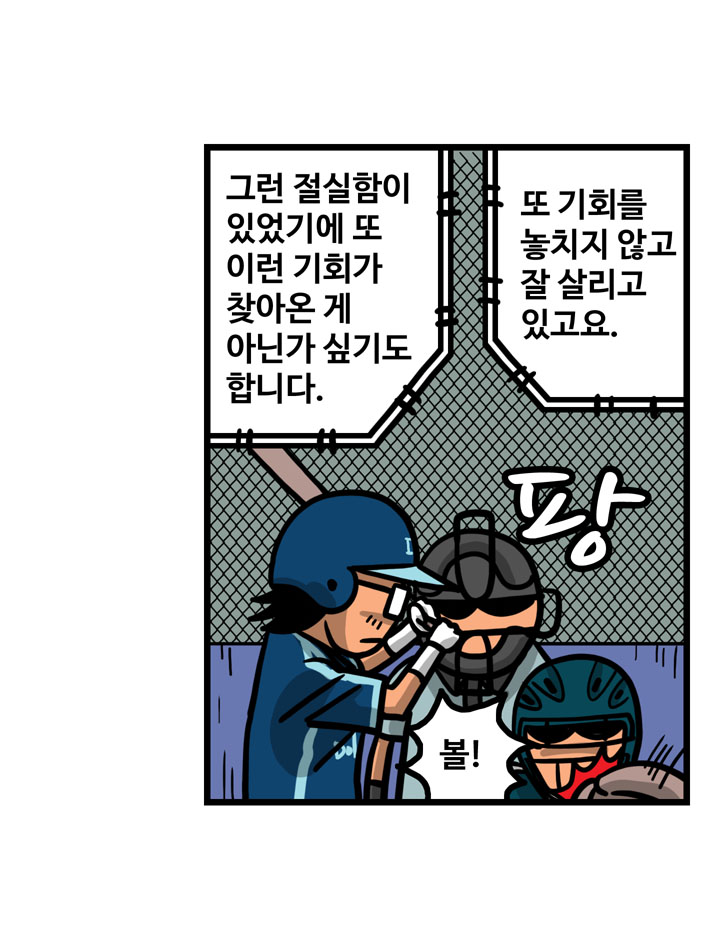 그런 절실함이
있었기에 또
이런 기회가
찾아온 게
아닌가 싶기도
합니다.
또 기회를
놓치지 않고
잘 살리고
있고요.
팡
볼!